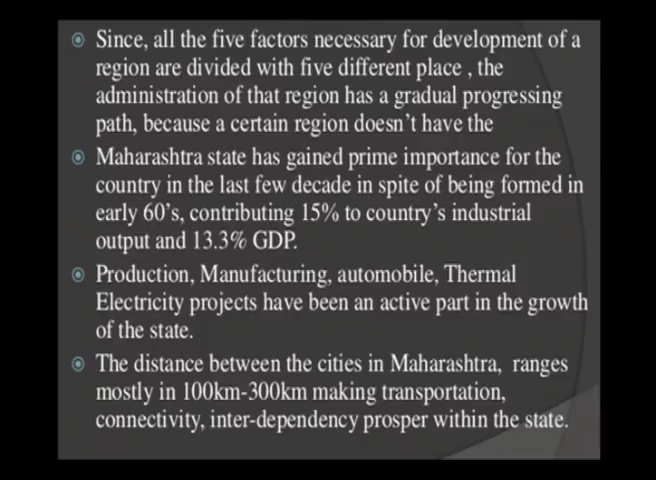 Since, all the five factors necessary for development of a
region are divided with five different place , the
administration of that region has a gradual progressing
path, because a certain region doesn't have the
Maharashtra state has gained prime importance for the
country in the last few decade in spite of being formed in
early 60's, contributing 15% to country's industrial
output and 13.3% GDP.
Production, Manufacturing, automobile, Thermal
Electricity projects have been an active part in the growth
of the state.
The distance between the cities in Maharashtra,  ranges
mostly in 100km-300km making transportation,
connectivity, inter-dependency prosper within the state.